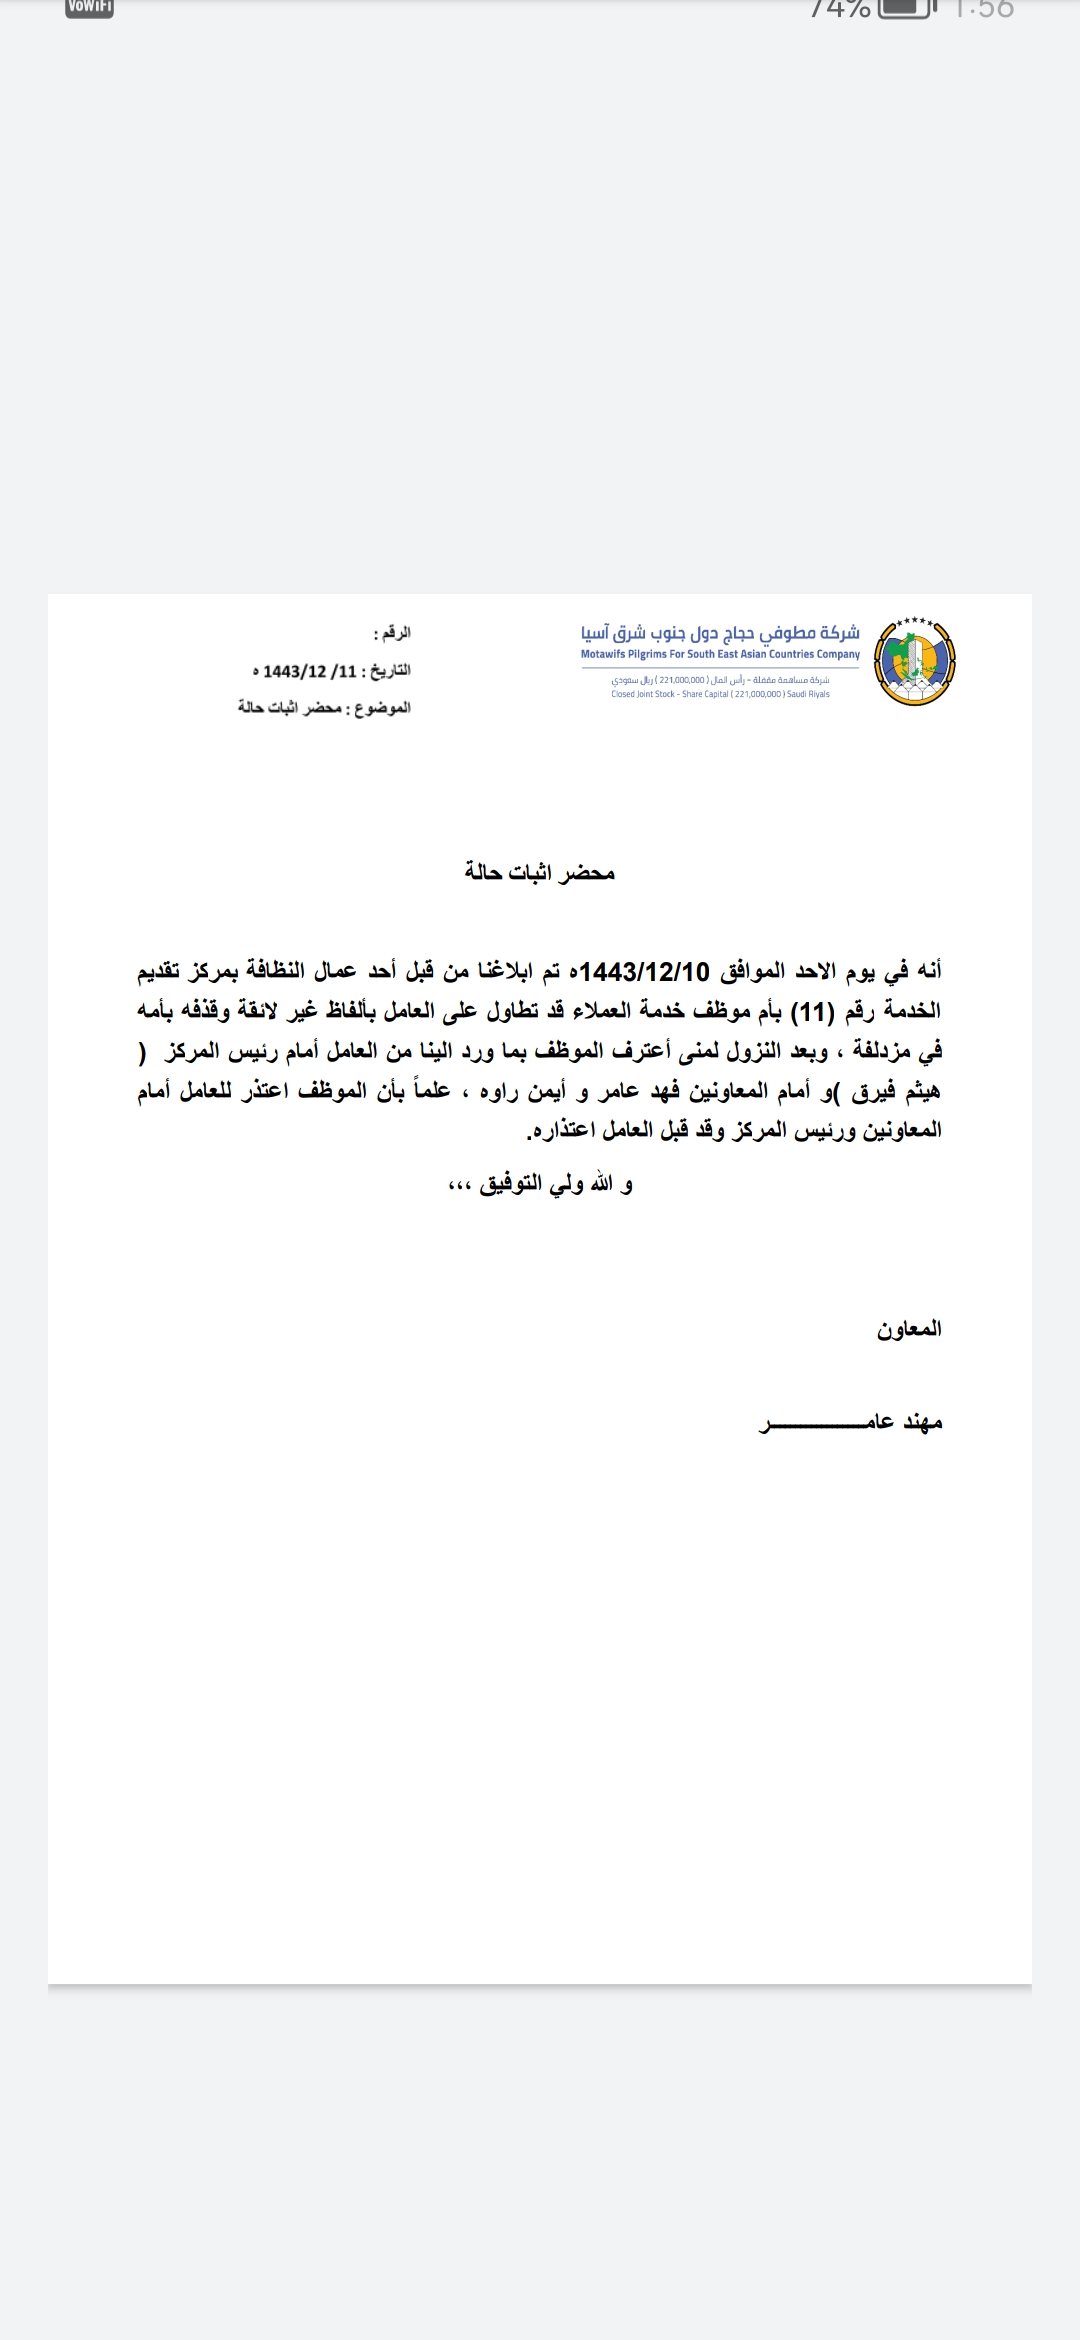 VoWiFi
74%
1:56
شركة مطوفي حجاج دول جنوب شرق آسيا
Motawifs Pilgrims For South East Asian Countries Company
شركة مساهمة مقفلة - رأس المال ( 221,000,000 ) ريال سعودي
Closed Joint Stock - Share Capital ( 221,000,000 ) Saudi Riyals
الرقم :
التاريخ : 11/ 1443/12 ه
الموضوع : محضر اثبات حالة
محضر اثبات حالة
أنه في يوم الاحد الموافق 1443/12/10ه تم ابلاغنا من قبل أحد عمال النظافة بمركز تقديم
الخدمة رقم (11) بأم موظف خدمة العملاء قد تطاول على العامل بألفاظ غير لائقة وقذفه بأمه
في مزدلفة ، وبعد النزول لمنى أعترف الموظف بما ورد الينا من العامل أمام رئيس المركز (
هيثم فيرق )و أمام المعاونين فهد عامر و أيمن راوه ، علماً بأن الموظف اعتذر للعامل أمام
المعاونين ورئيس المركز وقد قبل العامل اعتذاره.
و الله ولي التوفيق ،،،
المعاون
مهند عامـــــــــــــــر